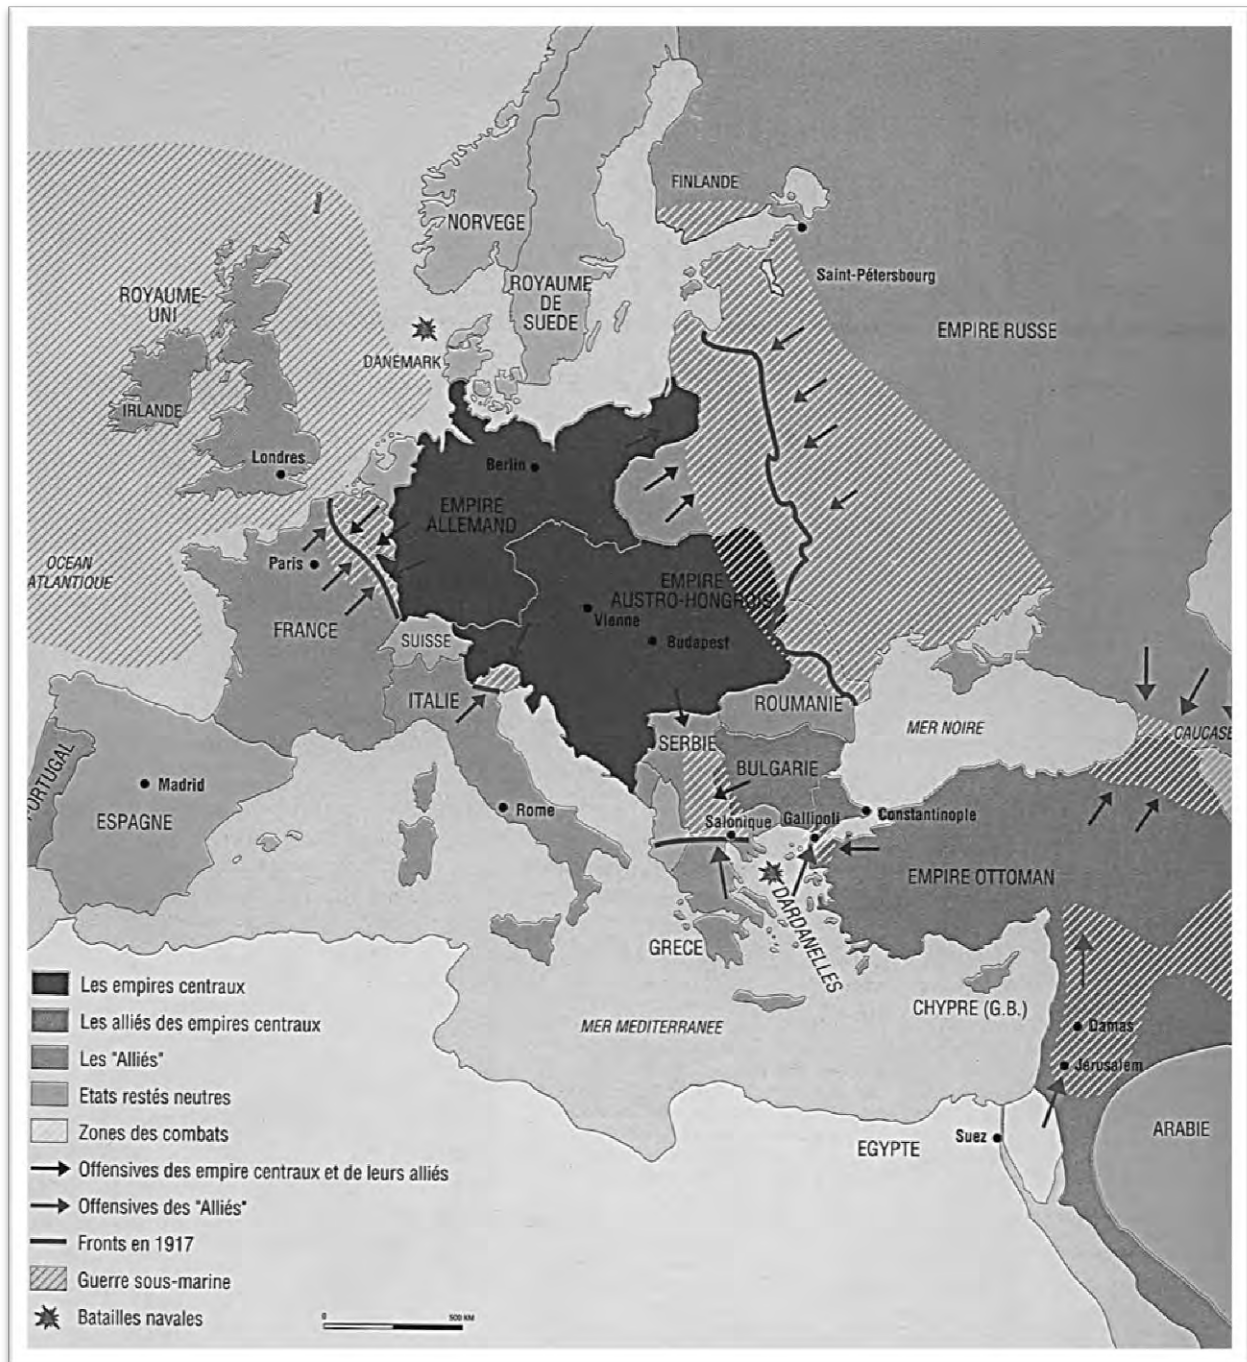 FINLANDE
NORVEGE
Saint-Pétersbourg
ROYAUME-
UNI
ROYAUME
DE
SUEDE
EMPIRE RUSSE
DANEMARK
IRLANDE
Londres
Berlin
EMPIRE
ALLEMAND
OCEAN
ATLANTIQUE
Paris
EMPIRE
AUSTRO-HONGROIS
Vienne
FRANCE
SUISSE
Budapest
ITALIE
ROUMANIE
MER NOIRE
CAUCASE
SERBIE
PORTUGAL
Madrid
BULGARIE
ESPAGNE
Rome
Salonique
Gallipoli
Constantinople
EMPIRE OTTOMAN
DARDANELLES
GRECE
CHYPRE (G.B.)
MER MEDITERRANEE
Damas
Jérusalem
ARABIE
EGYPTE
Suez
Les empires centraux
Les alliés des empires centraux
Les "Alliés"
Etats restés neutres
Zones des combats
Offensives des empire centraux et de leurs alliés
Offensives des "Alliés"
Fronts en 1917
Guerre sous-marine
Batailles navales
0 500 KM